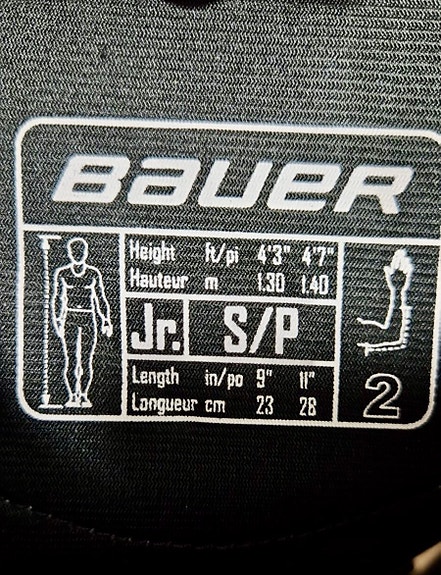 BAUER
Height ft/pi 4'3" 4'7"
Hauteur m 1.30 1.40
Jr. S/P
Length in/po 9" 11"
Longueur cm 23 28
2